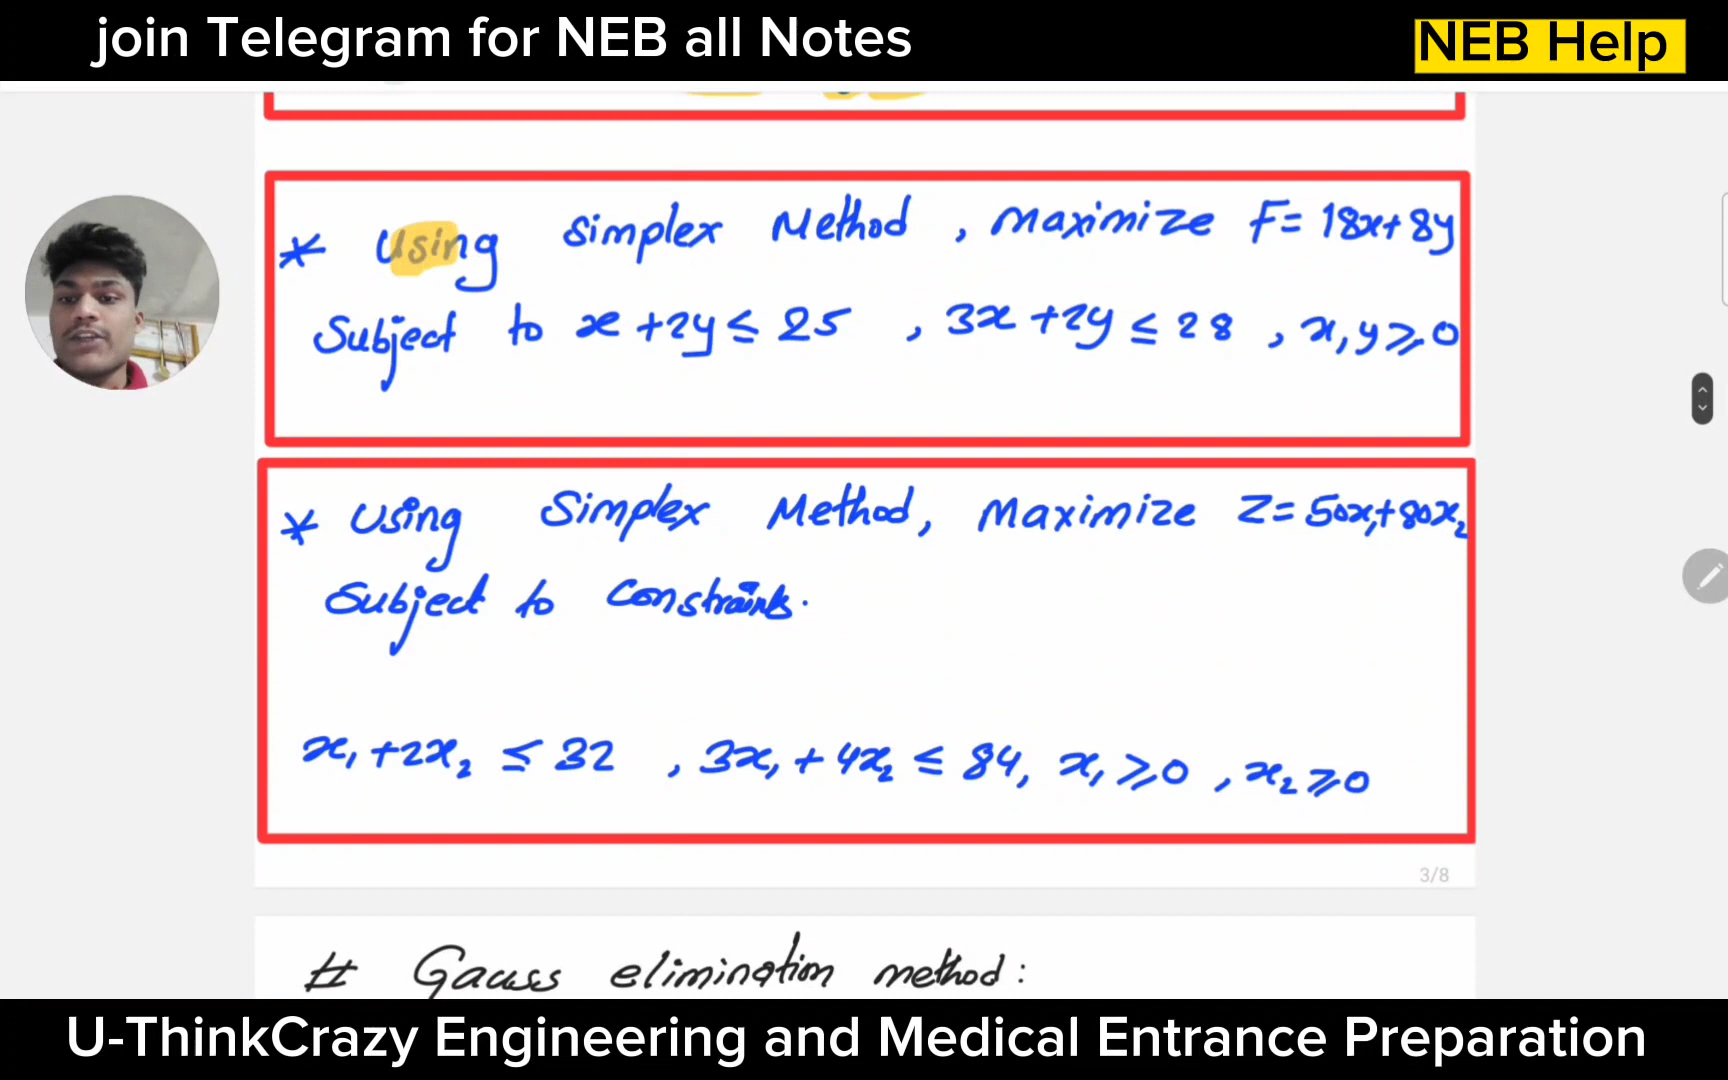 join Telegram for NEB all Notes
NEB Help
* Using Simplex Method, Maximize F= 18x+8y
Subject to x+2y≤25, 3x+2y≤28, x,y≥0
* Using Simplex Method, Maximize Z= 50x₁+80x₂
Subject to Constraints.
x₁+2x₂≤32, 3x₁+4x₂≤84, x₁≥0, x₂≥0
3/8
# Gauss elimination method:
U-ThinkCrazy Engineering and Medical Entrance Preparation